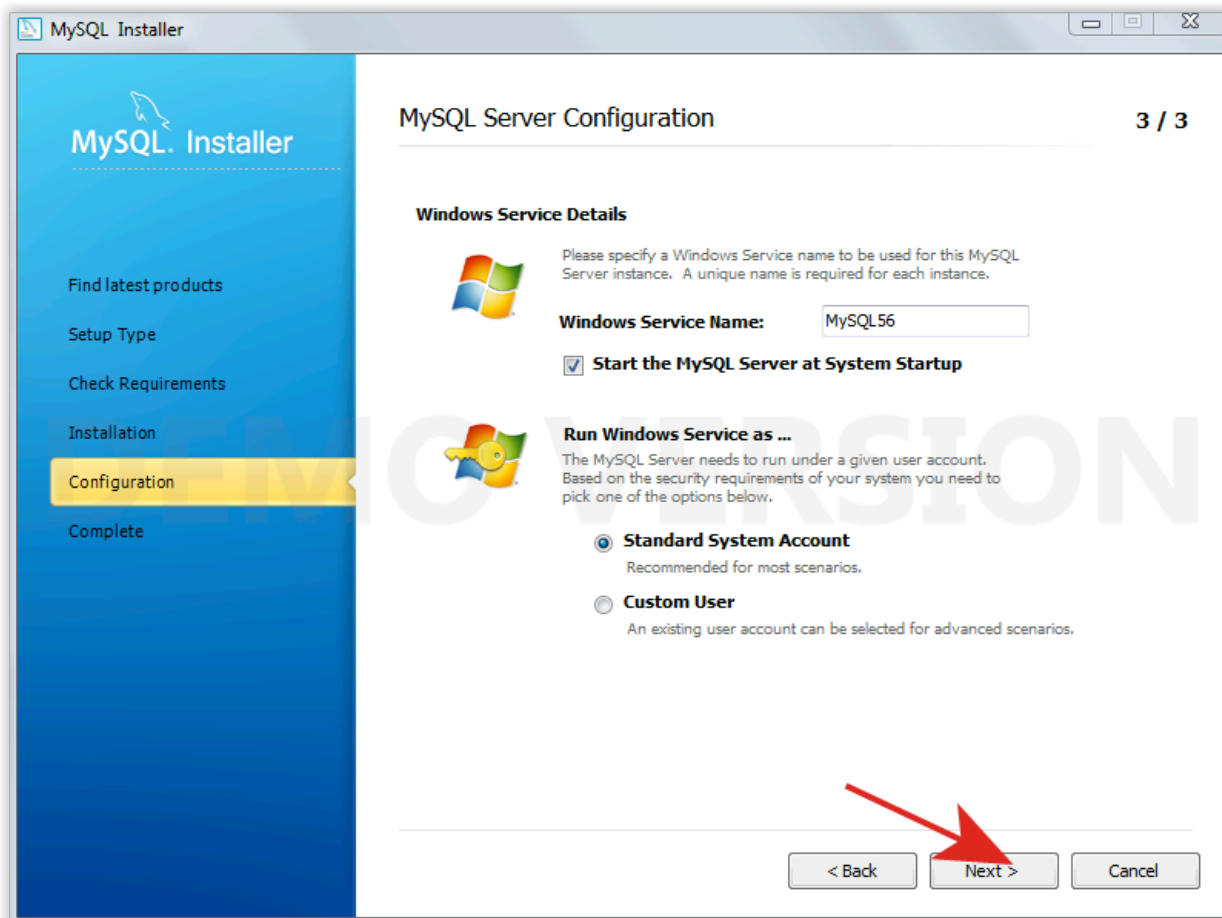 MySQL Installer
MySQL. Installer
MySQL Server Configuration
3 / 3
Find latest products
Setup Type
Check Requirements
Installation
Configuration
Complete
Windows Service Details
Please specify a Windows Service name to be used for this MySQL
Server instance. A unique name is required for each instance.
Windows Service Name:
MySQL56
Start the MySQL Server at System Startup
Run Windows Service as ...
The MySQL Server needs to run under a given user account.
Based on the security requirements of your system you need to
pick one of the options below.
Standard System Account
Recommended for most scenarios.
Custom User
An existing user account can be selected for advanced scenarios.
DEMO VERSION
< Back
Next >
Cancel